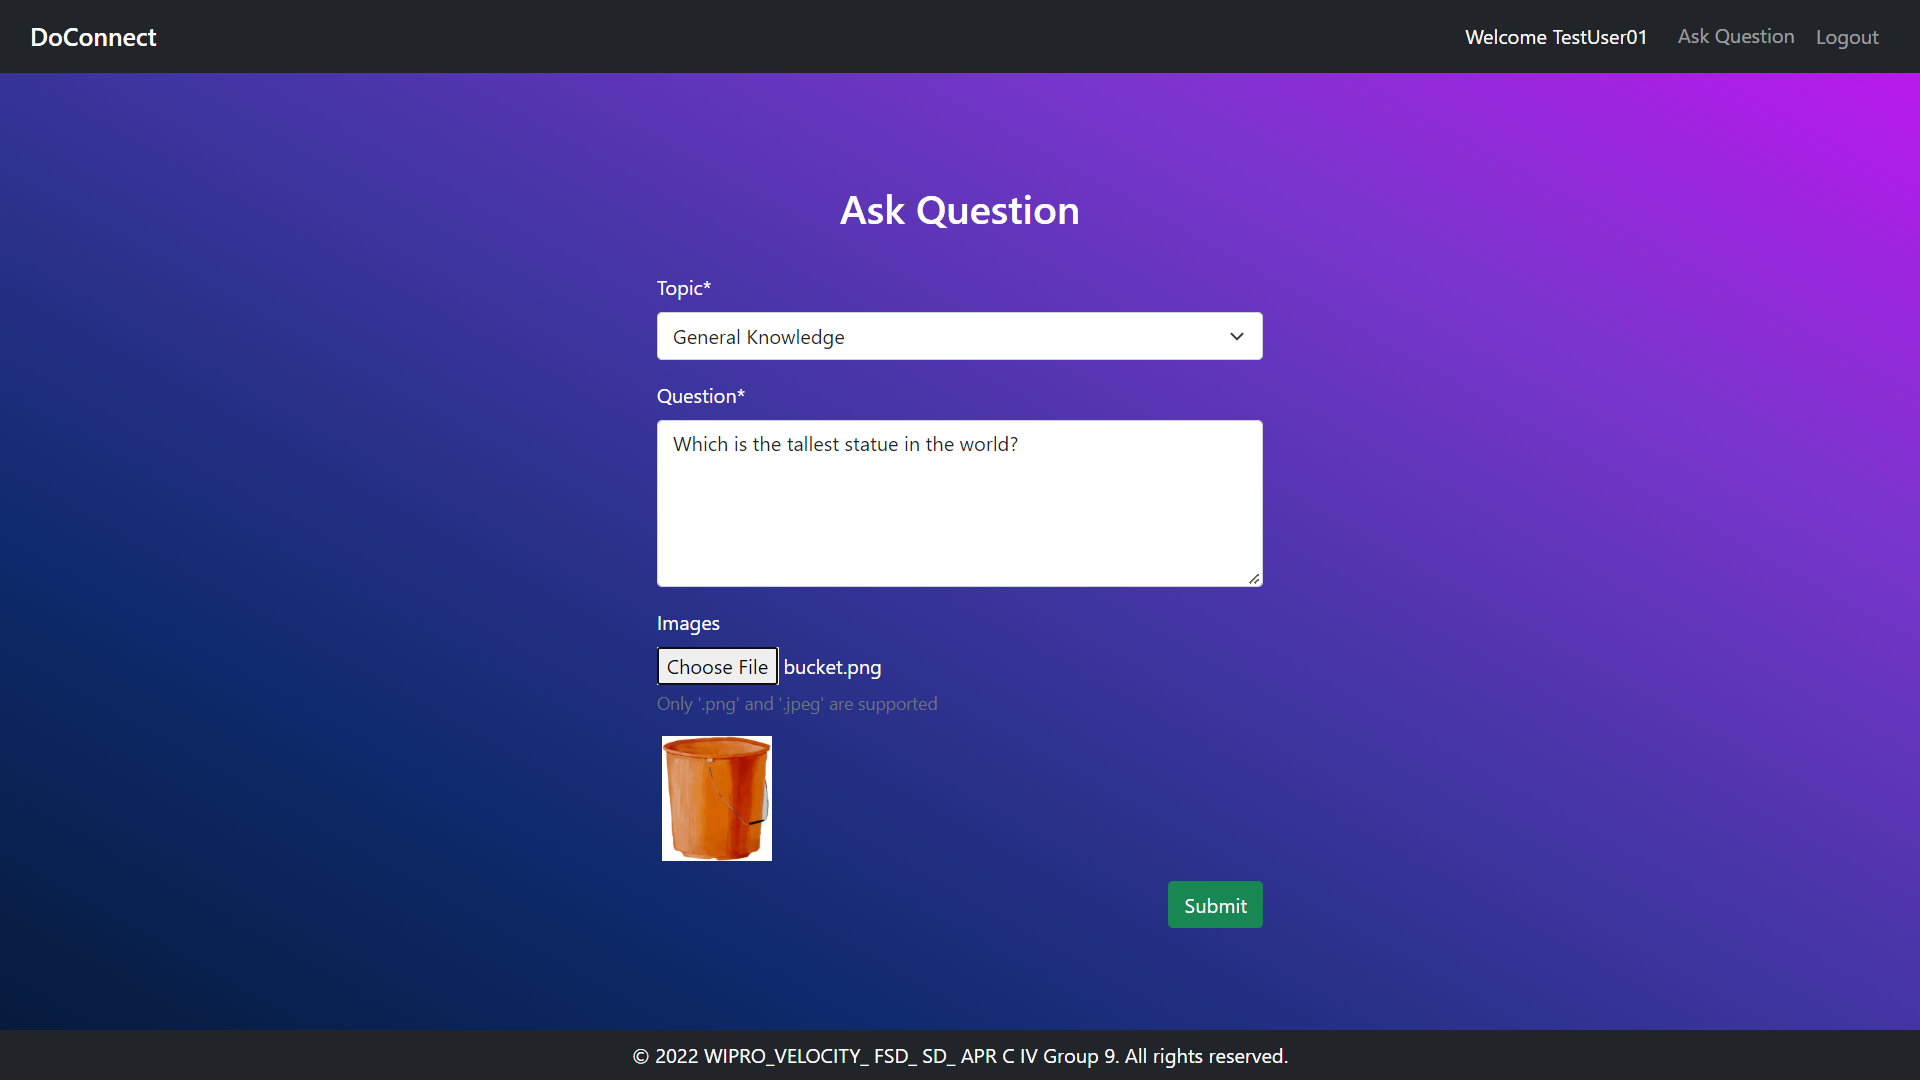 DoConnect
Welcome TestUser01
Ask Question
Logout
Ask Question
Topic*
General Knowledge
Question*
Which is the tallest statue in the world?
Images
Choose File bucket.png
Only '.png' and '.jpeg' are supported
Submit
© 2022 WIPRO_VELOCITY_ FSD_ SD_ APR C IV Group 9. All rights reserved.